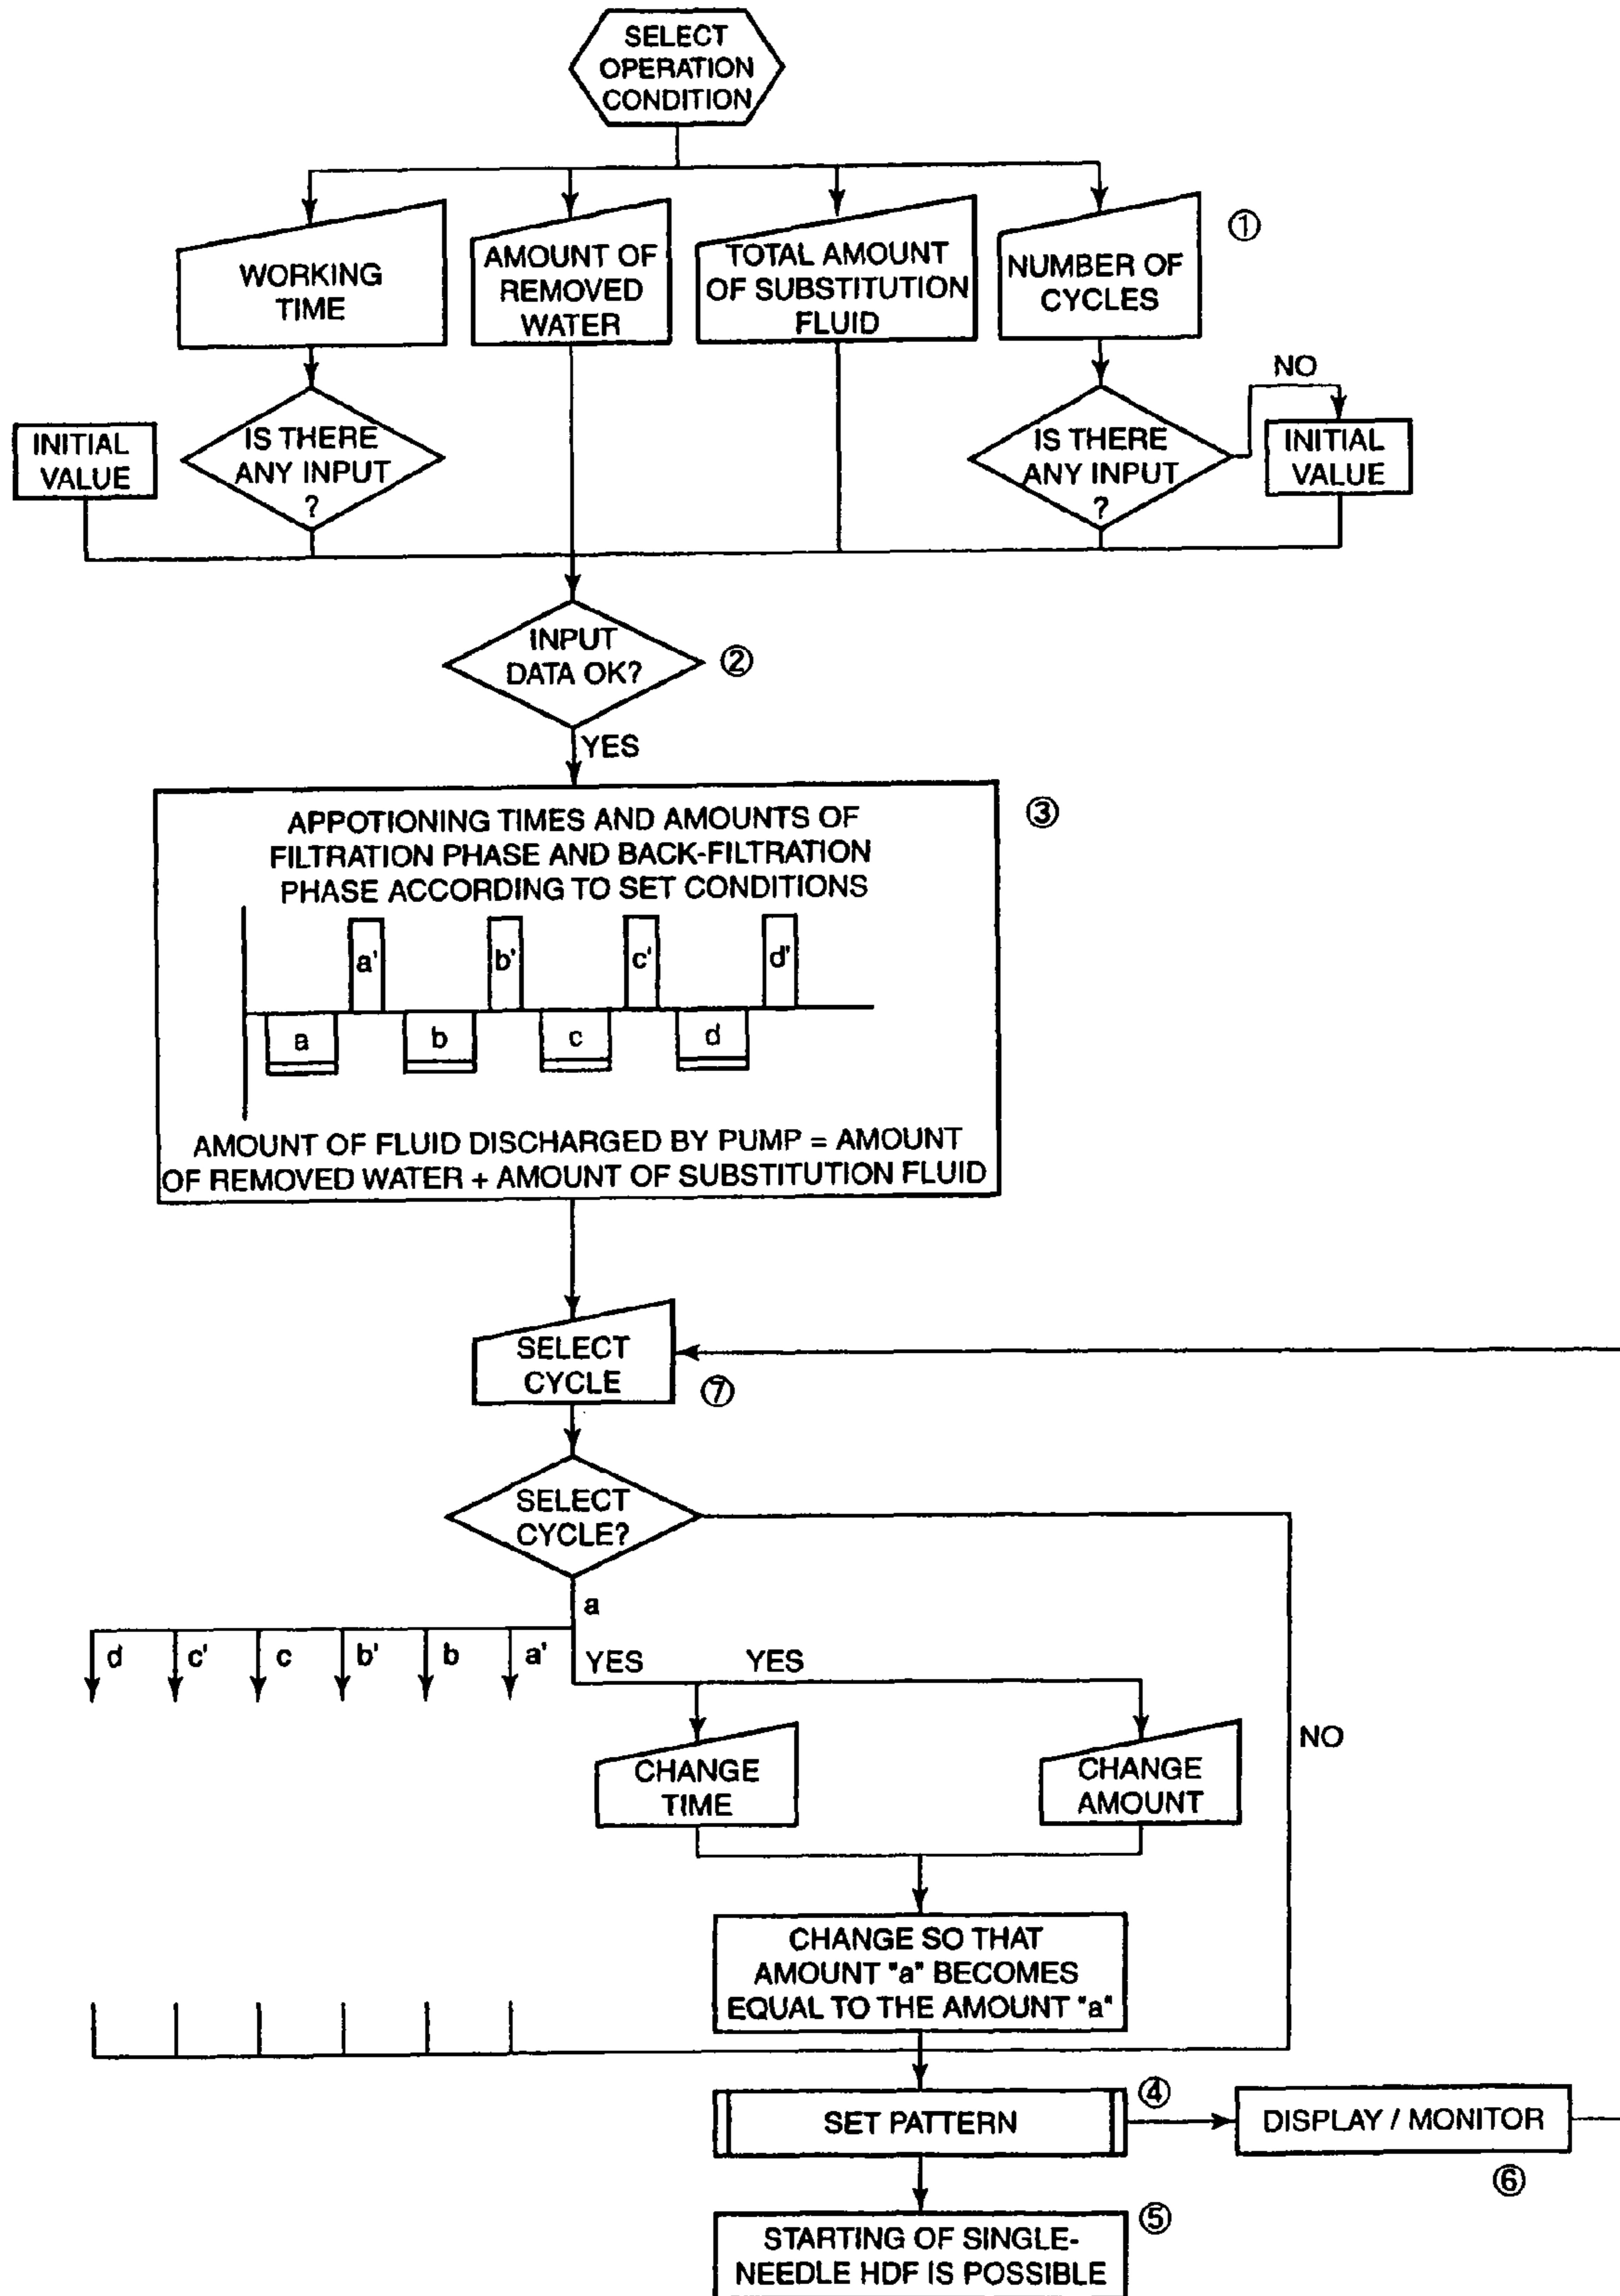 SELECT
OPERATION
CONDITION
WORKING
TIME
AMOUNT OF
REMOVED
WATER
TOTAL AMOUNT
OF SUBSTITUTION
FLUID
NUMBER OF
CYCLES
①
INITIAL
VALUE
IS THERE
ANY INPUT
?
IS THERE
ANY INPUT
?
NO
INITIAL
VALUE
INPUT
DATA OK?
②
YES
③
APPOTIONING TIMES AND AMOUNTS OF
FILTRATION PHASE AND BACK-FILTRATION
PHASE ACCORDING TO SET CONDITIONS
a' b' c' d'
a b c d
AMOUNT OF FLUID DISCHARGED BY PUMP = AMOUNT
OF REMOVED WATER + AMOUNT OF SUBSTITUTION FLUID
SELECT
CYCLE
⑦
SELECT
CYCLE?
a
d c' c b' b a' YES YES
NO
CHANGE
TIME
CHANGE
AMOUNT
CHANGE SO THAT
AMOUNT "a" BECOMES
EQUAL TO THE AMOUNT "a"
④
SET PATTERN
DISPLAY / MONITOR
⑥
⑤
STARTING OF SINGLE-
NEEDLE HDF IS POSSIBLE